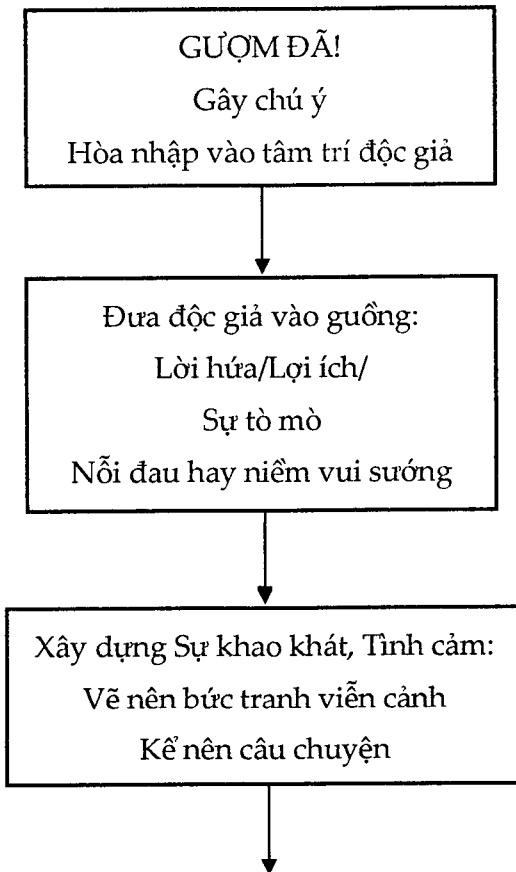 GƯỢM ĐÃ!
Gây chú ý
Hòa nhập vào tâm trí độc giả
Đưa độc giả vào guồng:
Lời hứa/Lợi ích/
Sự tò mò
Nỗi đau hay niềm vui sướng
Xây dựng Sự khao khát, Tình cảm:
Vẽ nên bức tranh viễn cảnh
Kể nên câu chuyện